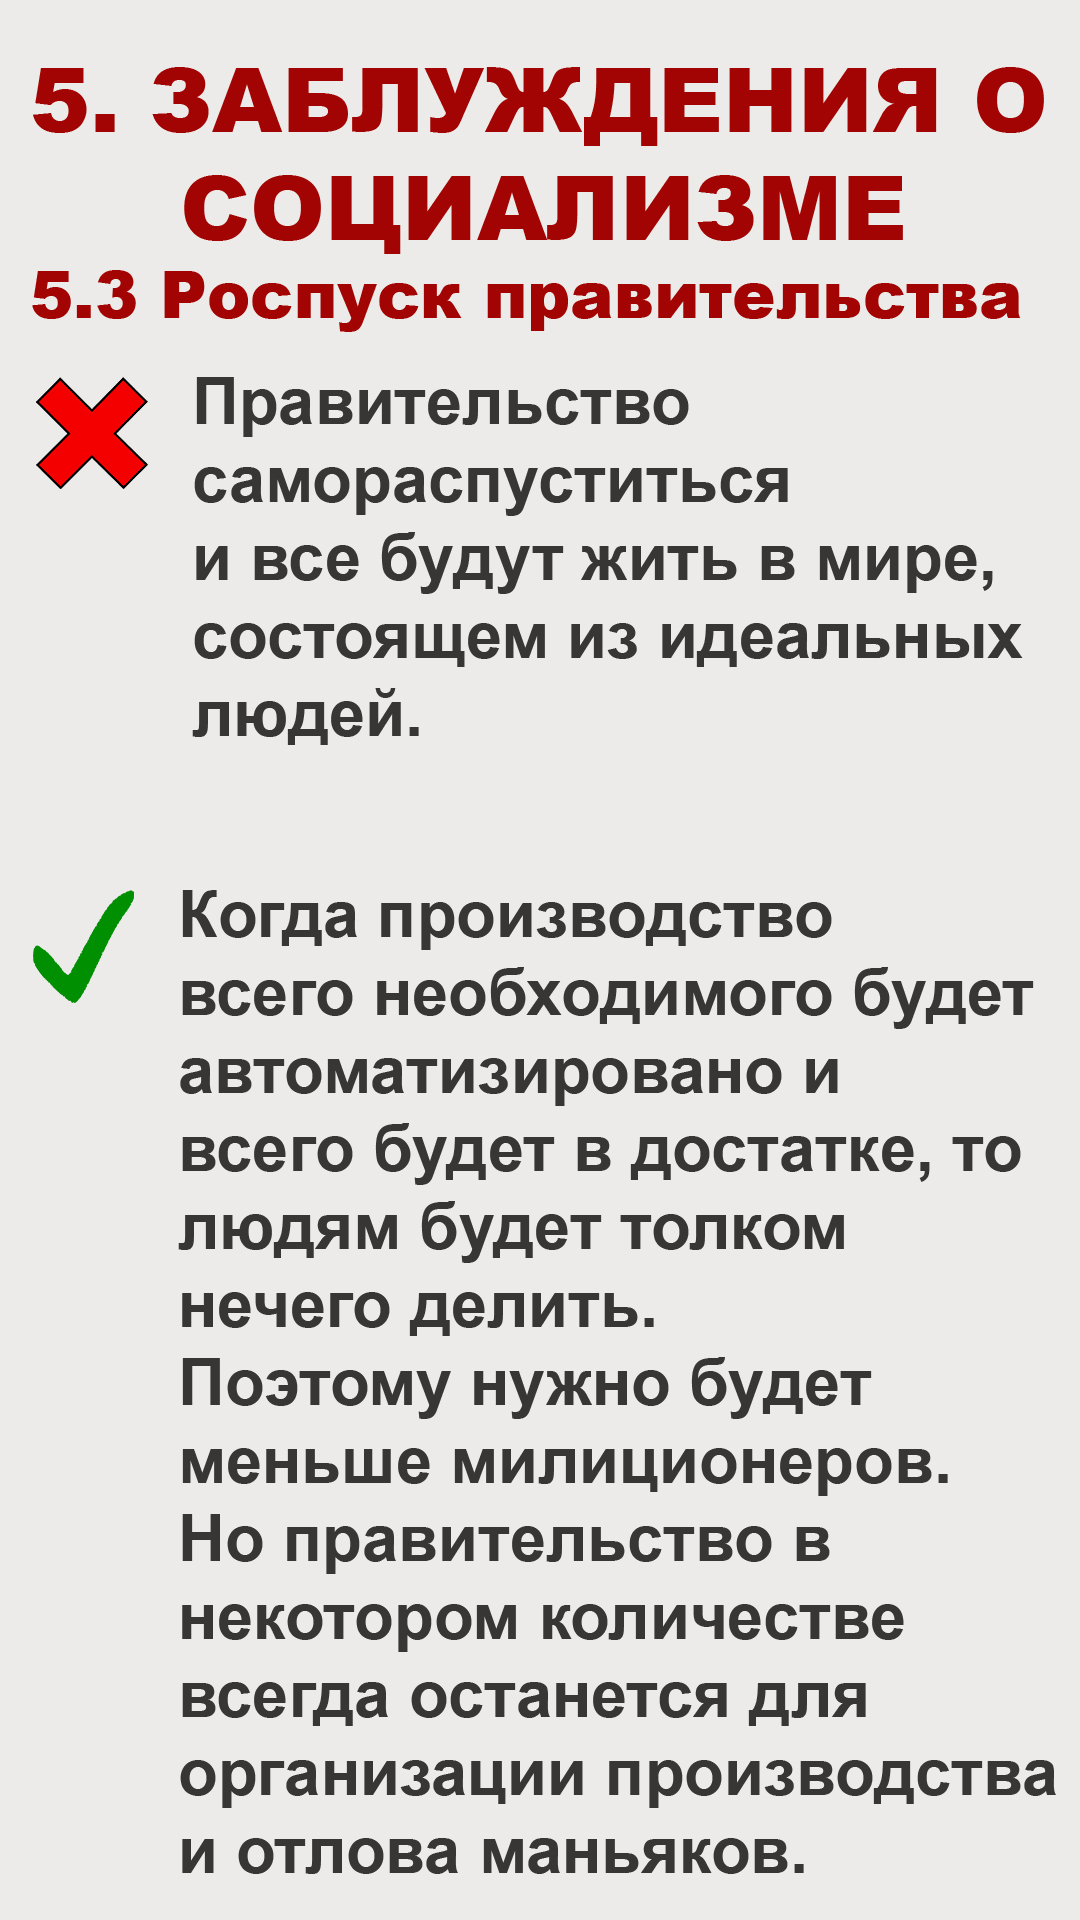 5. ЗАБЛУЖДЕНИЯ О
СОЦИАЛИЗМЕ
5.3 Роспуск правительства
Правительство
самораспуститься
и все будут жить в мире,
состоящем из идеальных
людей.
Когда производство
всего необходимого будет
автоматизировано и
всего будет в достатке, то
людям будет толком
нечего делить.
Поэтому нужно будет
меньше милиционеров.
Но правительство в
некотором количестве
всегда останется для
организации производства
и отлова маньяков.